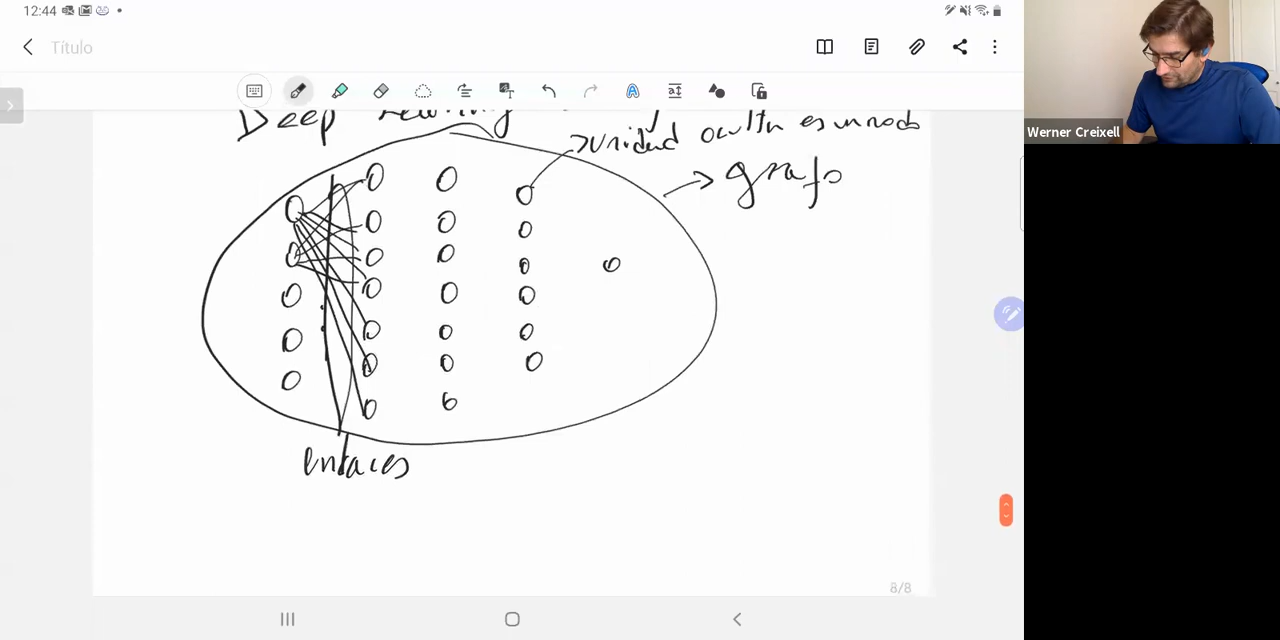 12:44
Título
Deep Learning
unidad oculta es un nodo
grafo
enlaces
8/8
Werner Creixell